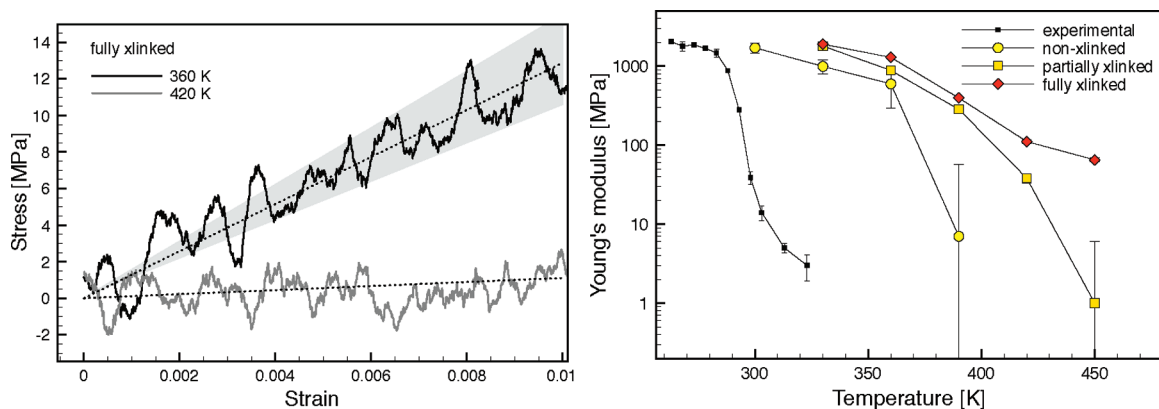 fully xlinked
360 K
420 K
14
12
10
8
6
4
2
0
-2
Stress [MPa]
0
0.002
0.004
0.006
0.008
0.01
Strain
experimental
non-xlinked
partially xlinked
fully xlinked
1000
100
10
1
Young's modulus [MPa]
300
350
400
450
Temperature [K]